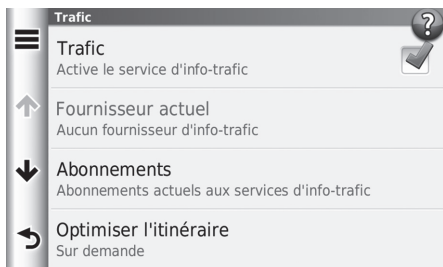 Trafic
?
Trafic
Active le service d'info-trafic
Fournisseur actuel
Aucun fournisseur d'info-trafic
Abonnements
Abonnements actuels aux services d'info-trafic
Optimiser l'itinéraire
Sur demande